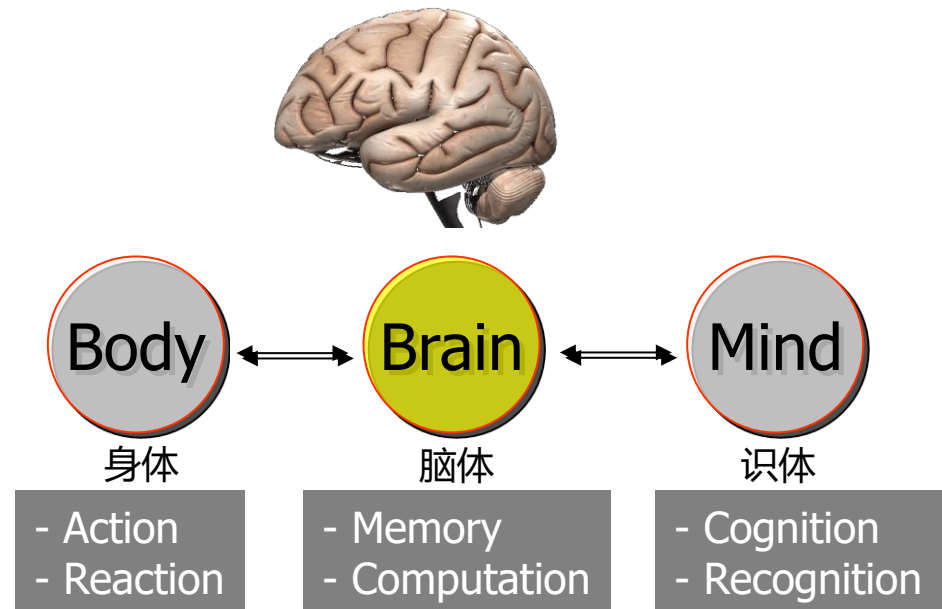 Body
Brain
Mind
身体
脑体
识体
- Action
- Reaction
- Memory
- Computation
- Cognition
- Recognition